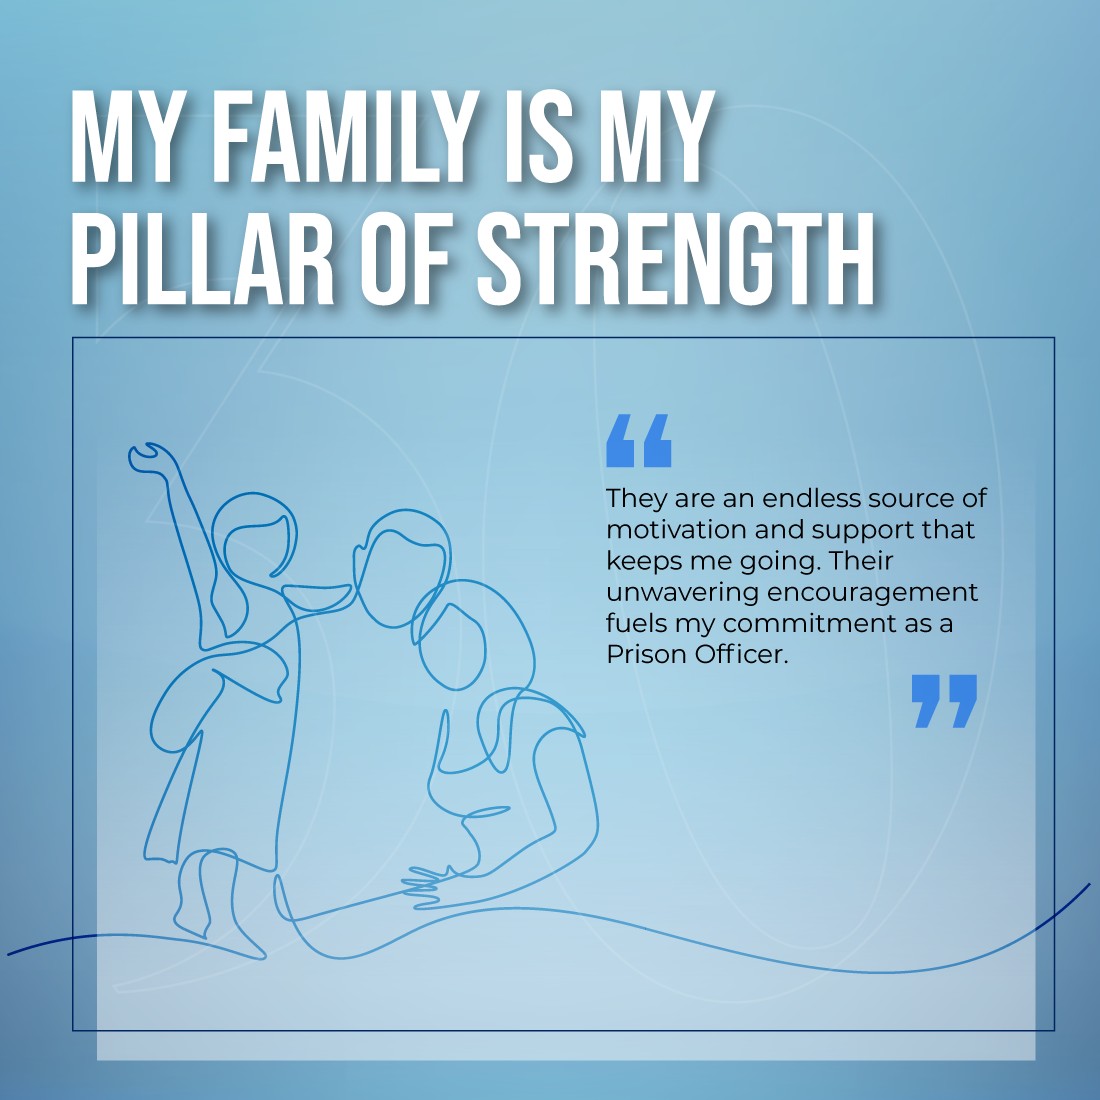 MY FAMILY IS MY
PILLAR OF STRENGTH
“
They are an endless source of
motivation and support that
keeps me going. Their
unwavering encouragement
fuels my commitment as a
Prison Officer.
”